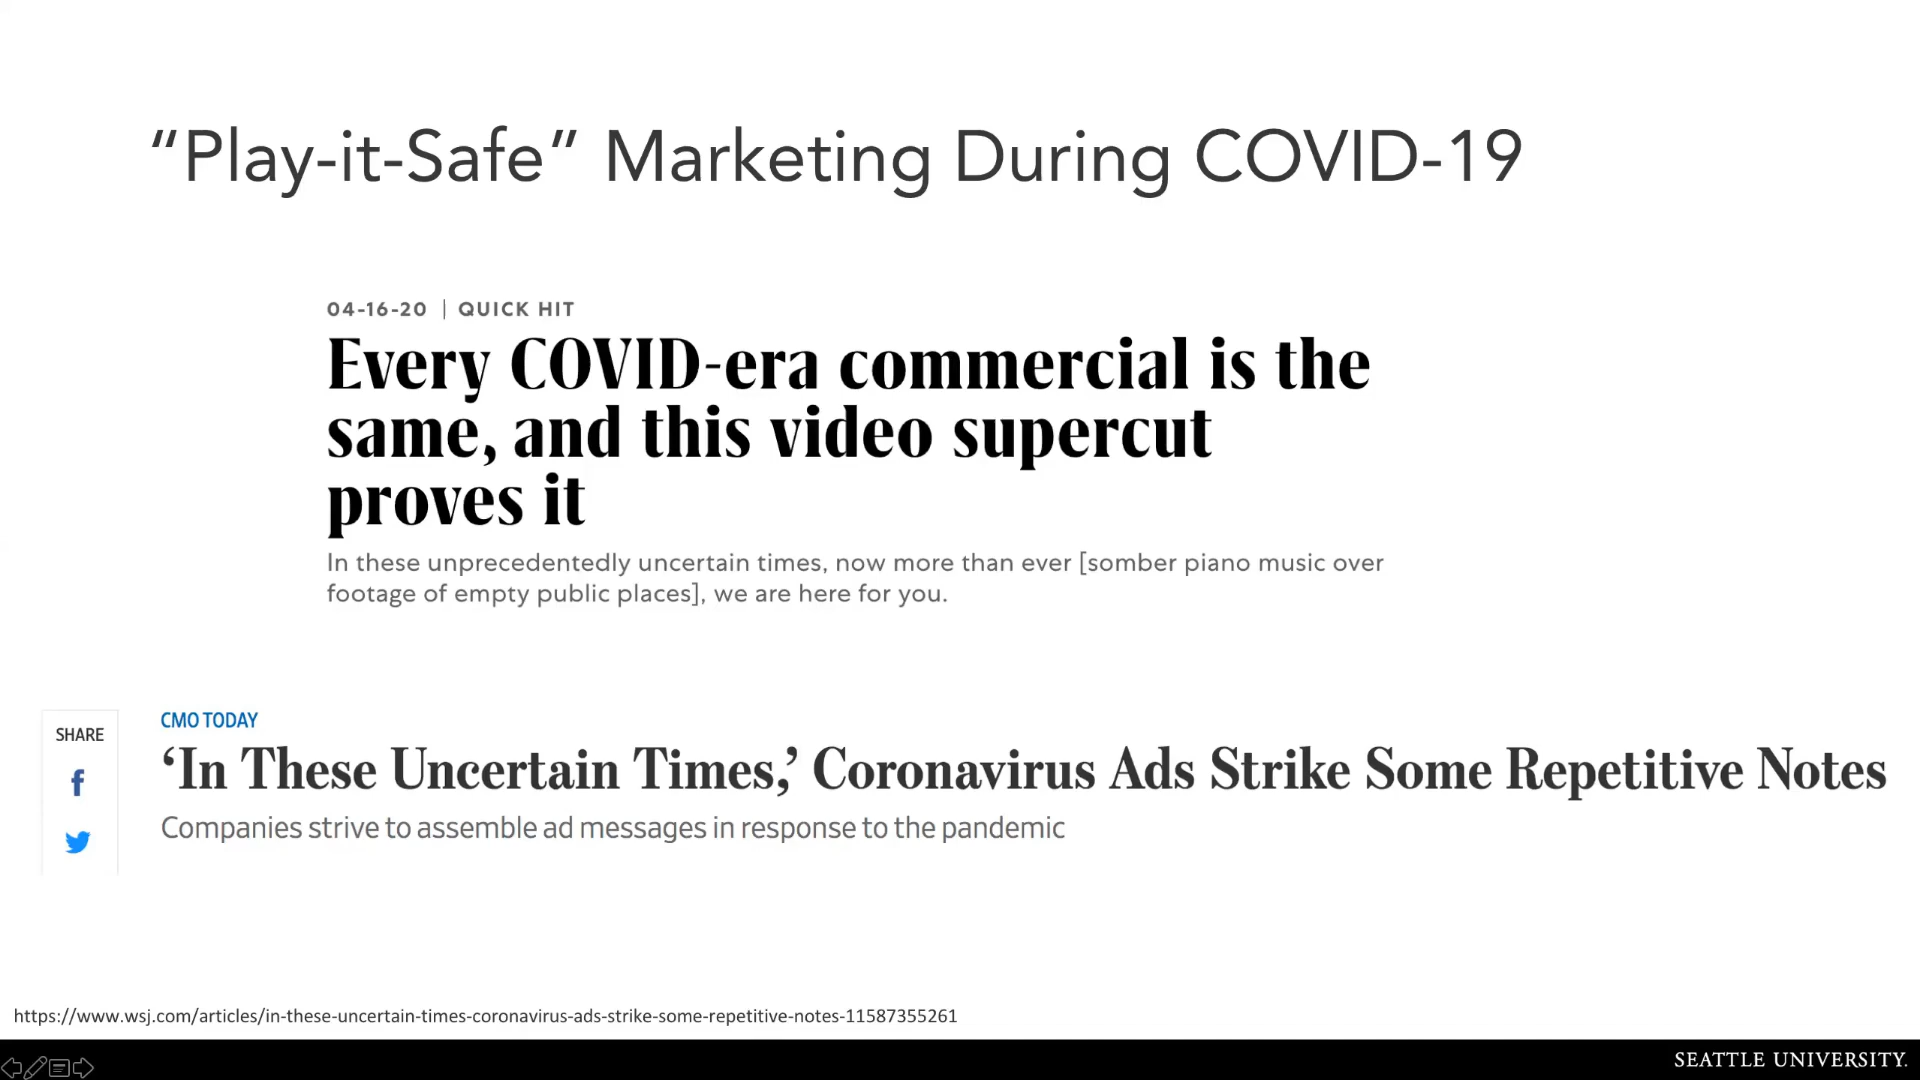 “Play-it-Safe” Marketing During COVID-19
04-16-20 | QUICK HIT
Every COVID-era commercial is the
same, and this video supercut
proves it
In these unprecedentedly uncertain times, now more than ever [somber piano music over
footage of empty public places], we are here for you.
SHARE
CMO TODAY
‘In These Uncertain Times,’ Coronavirus Ads Strike Some Repetitive Notes
Companies strive to assemble ad messages in response to the pandemic
https://www.wsj.com/articles/in-these-uncertain-times-coronavirus-ads-strike-some-repetitive-notes-11587355261
SEATTLE UNIVERSITY.